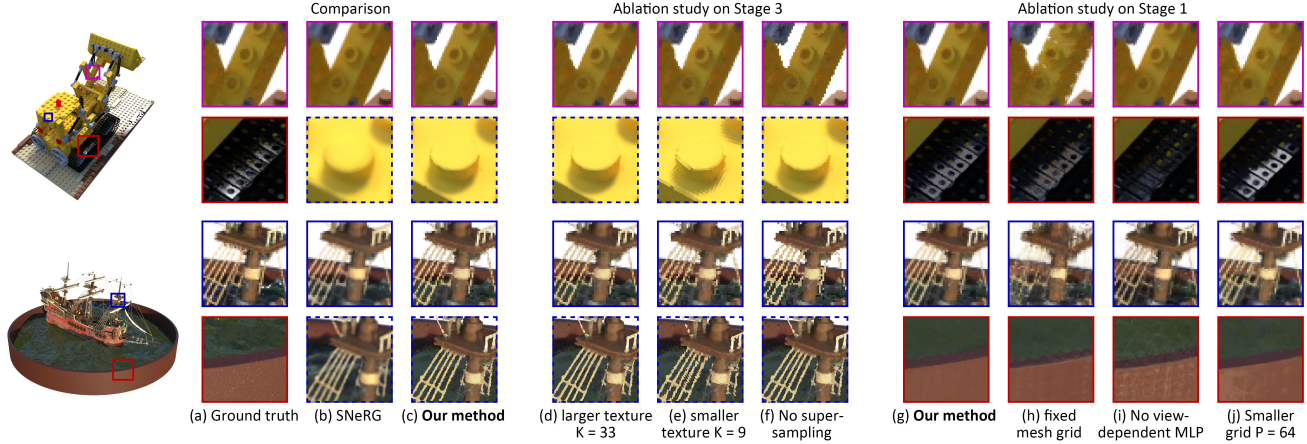 Comparison
Ablation study on Stage 3
Ablation study on Stage 1
(a) Ground truth
(b) SNeRG
(c) Our method
(d) larger texture
K = 33
(e) smaller
texture K = 9
(f) No super-
sampling
(g) Our method
(h) fixed
mesh grid
(i) No view-
dependent MLP
(j) Smaller
grid P = 64